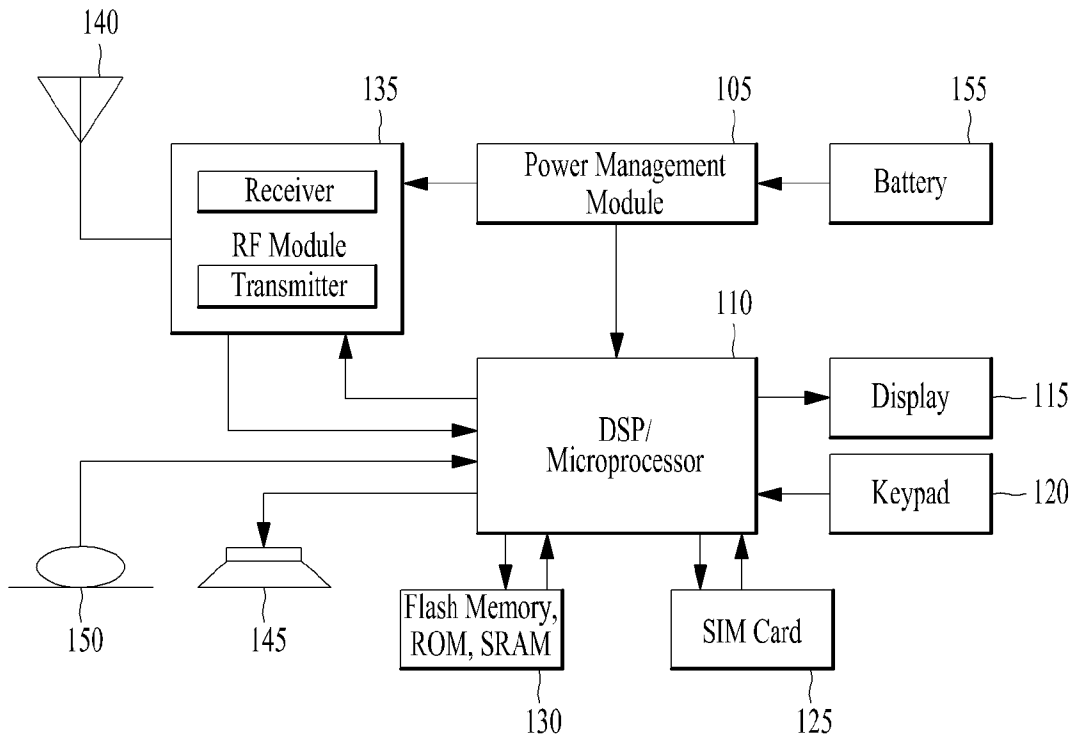 140
135
105
155
Receiver
RF Module
Transmitter
Power Management
Module
Battery
110
DSP/
Microprocessor
Display
115
Keypad
120
150
145
Flash Memory,
ROM, SRAM
130
SIM Card
125